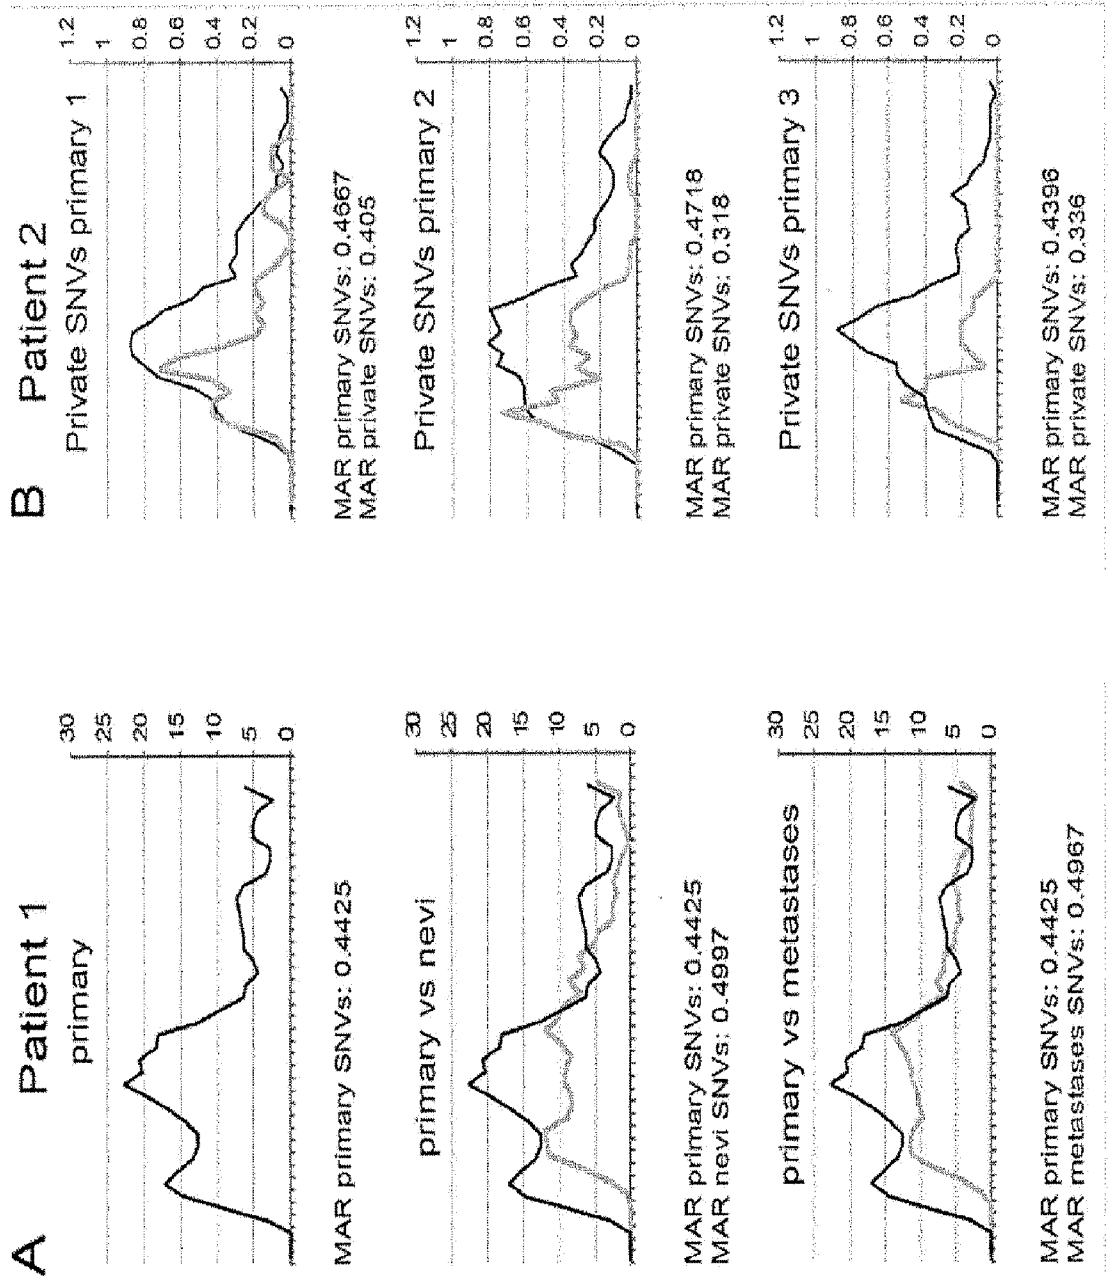 A Patient 1
primary
30
25
20
15
10
5
0
MAR primary SNVs: 0.4425
primary vs nevi
30
25
20
15
10
5
0
MAR primary SNVs: 0.4425
MAR nevi SNVs: 0.4997
primary vs metastases
30
25
20
15
10
5
0
MAR primary SNVs: 0.4425
MAR metastases SNVs: 0.4967
B Patient 2
Private SNVs primary 1
1.2
1
0.8
0.6
0.4
0.2
0
MAR primary SNVs: 0.4667
MAR private SNVs: 0.405
Private SNVs primary 2
1.2
1
0.8
0.6
0.4
0.2
0
MAR primary SNVs: 0.4718
MAR private SNVs: 0.318
Private SNVs primary 3
1.2
1
0.8
0.6
0.4
0.2
0
MAR primary SNVs: 0.4396
MAR private SNVs: 0.336